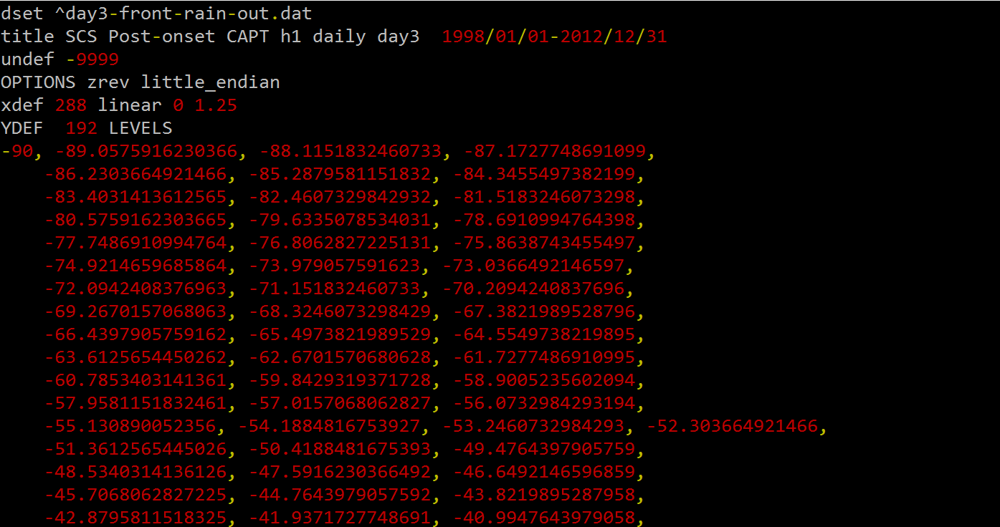 dset ^day3-front-rain-out.dat
title SCS Post-onset CAPT h1 daily day3  1998/01/01-2012/12/31
undef -9999
OPTIONS zrev little_endian
xdef 288 linear 0 1.25
YDEF  192 LEVELS
-90, -89.0575916230366, -88.1151832460733, -87.1727748691099,
-86.2303664921466, -85.2879581151832, -84.3455497382199,
-83.4031413612565, -82.4607329842932, -81.5183246073298,
-80.5759162303665, -79.6335078534031, -78.6910994764398,
-77.7486910994764, -76.8062827225131, -75.8638743455497,
-74.9214659685864, -73.979057591623, -73.0366492146597,
-72.0942408376963, -71.151832460733, -70.2094240837696,
-69.2670157068063, -68.3246073298429, -67.3821989528796,
-66.4397905759162, -65.4973821989529, -64.5549738219895,
-63.6125654450262, -62.6701570680628, -61.7277486910995,
-60.7853403141361, -59.8429319371728, -58.9005235602094,
-57.9581151832461, -57.0157068062827, -56.0732984293194,
-55.130890052356, -54.1884816753927, -53.2460732984293, -52.303664921466,
-51.3612565445026, -50.4188481675393, -49.4764397905759,
-48.5340314136126, -47.5916230366492, -46.6492146596859,
-45.7068062827225, -44.7643979057592, -43.8219895287958,
-42.8795811518325, -41.9371727748691, -40.9947643979058,